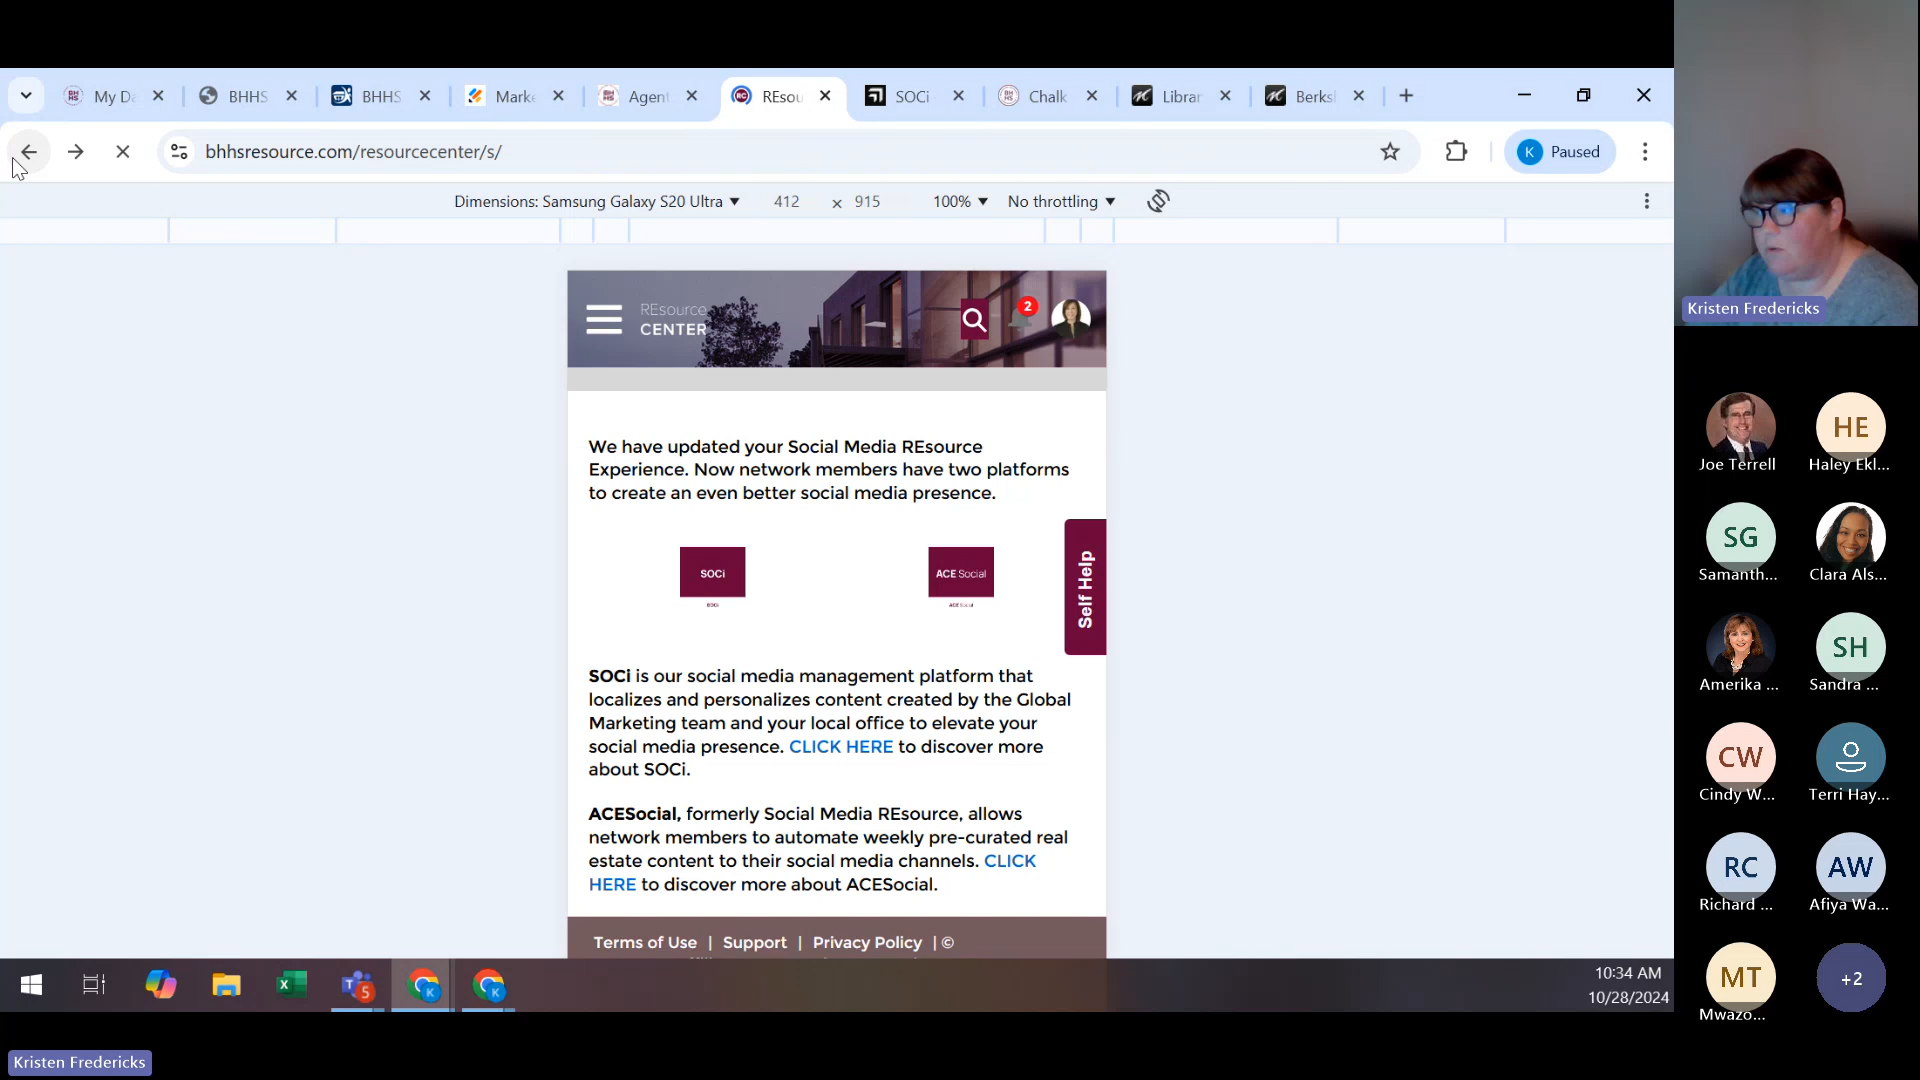 My Da
BHHS
BHHS
Marke
Agent
REsou
SOCi
Chalk
Librar
Berksh
bhhsresource.com/resourcecenter/s/
K Paused
Dimensions: Samsung Galaxy S20 Ultra 412 x 915 100% No throttling
REsource
CENTER
2
We have updated your Social Media REsource
Experience. Now network members have two platforms
to create an even better social media presence.
SOCi
ACE Social
SOCi
ACE Social
Self Help
SOCi is our social media management platform that
localizes and personalizes content created by the Global
Marketing team and your local office to elevate your
social media presence. CLICK HERE to discover more
about SOCi.
ACESocial, formerly Social Media REsource, allows
network members to automate weekly pre-curated real
estate content to their social media channels. CLICK
HERE to discover more about ACESocial.
Terms of Use | Support | Privacy Policy | ©
10:34 AM
10/28/2024
Kristen Fredericks
Kristen Fredericks
Joe Terrell
HE
Haley Ekl...
SG
Samanth...
Clara Als...
Amerika ...
SH
Sandra ...
CW
Cindy W...
Terri Hay...
RC
Richard ...
AW
Afiya Wa...
MT
Mwazo...
+2